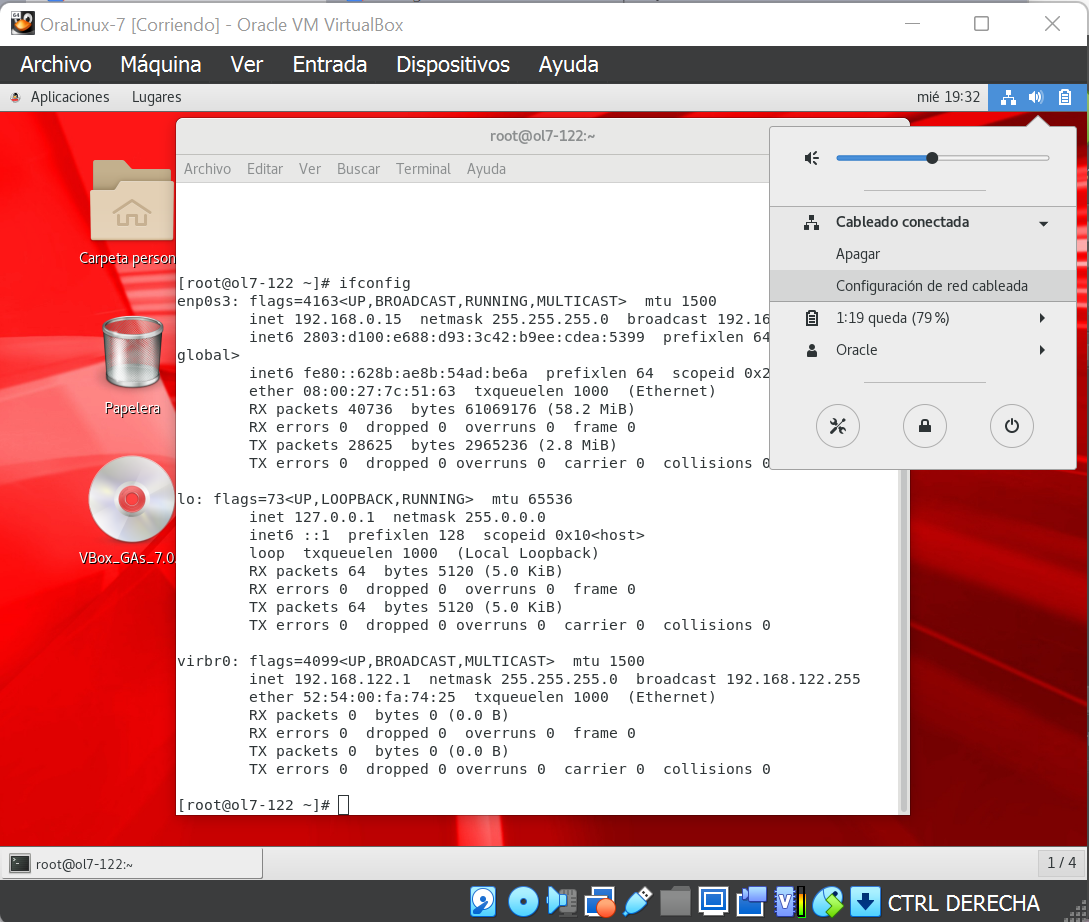 OraLinux-7 [Corriendo] - Oracle VM VirtualBox
Archivo Máquina Ver Entrada Dispositivos Ayuda
Aplicaciones Lugares mié 19:32
root@ol7-122:~
Archivo Editar Ver Buscar Terminal Ayuda
Carpeta person
Papelera
VBox_GAs_7.0.
[root@ol7-122 ~]# ifconfig
enp0s3: flags=4163<UP,BROADCAST,RUNNING,MULTICAST>  mtu 1500
inet 192.168.0.15  netmask 255.255.255.0  broadcast 192.16
inet6 2803:d100:e688:d93:3c42:b9ee:cdea:5399  prefixlen 64
global>
inet6 fe80::628b:ae8b:54ad:be6a  prefixlen 64  scopeid 0x2
ether 08:00:27:7c:51:63  txqueuelen 1000  (Ethernet)
RX packets 40736  bytes 61069176 (58.2 MiB)
RX errors 0  dropped 0  overruns 0  frame 0
TX packets 28625  bytes 2965236 (2.8 MiB)
TX errors 0  dropped 0 overruns 0  carrier 0  collisions 0
lo: flags=73<UP,LOOPBACK,RUNNING>  mtu 65536
inet 127.0.0.1  netmask 255.0.0.0
inet6 ::1  prefixlen 128  scopeid 0x10<host>
loop  txqueuelen 1000  (Local Loopback)
RX packets 64  bytes 5120 (5.0 KiB)
RX errors 0  dropped 0  overruns 0  frame 0
TX packets 64  bytes 5120 (5.0 KiB)
TX errors 0  dropped 0 overruns 0  carrier 0  collisions 0
virbr0: flags=4099<UP,BROADCAST,MULTICAST>  mtu 1500
inet 192.168.122.1  netmask 255.255.255.0  broadcast 192.168.122.255
ether 52:54:00:fa:74:25  txqueuelen 1000  (Ethernet)
RX packets 0  bytes 0 (0.0 B)
RX errors 0  dropped 0  overruns 0  frame 0
TX packets 0  bytes 0 (0.0 B)
TX errors 0  dropped 0 overruns 0  carrier 0  collisions 0
[root@ol7-122 ~]#
Cableado conectada
Apagar
Configuración de red cableada
1:19 queda (79 %)
Oracle
root@ol7-122:~
1 / 4
CTRL DERECHA